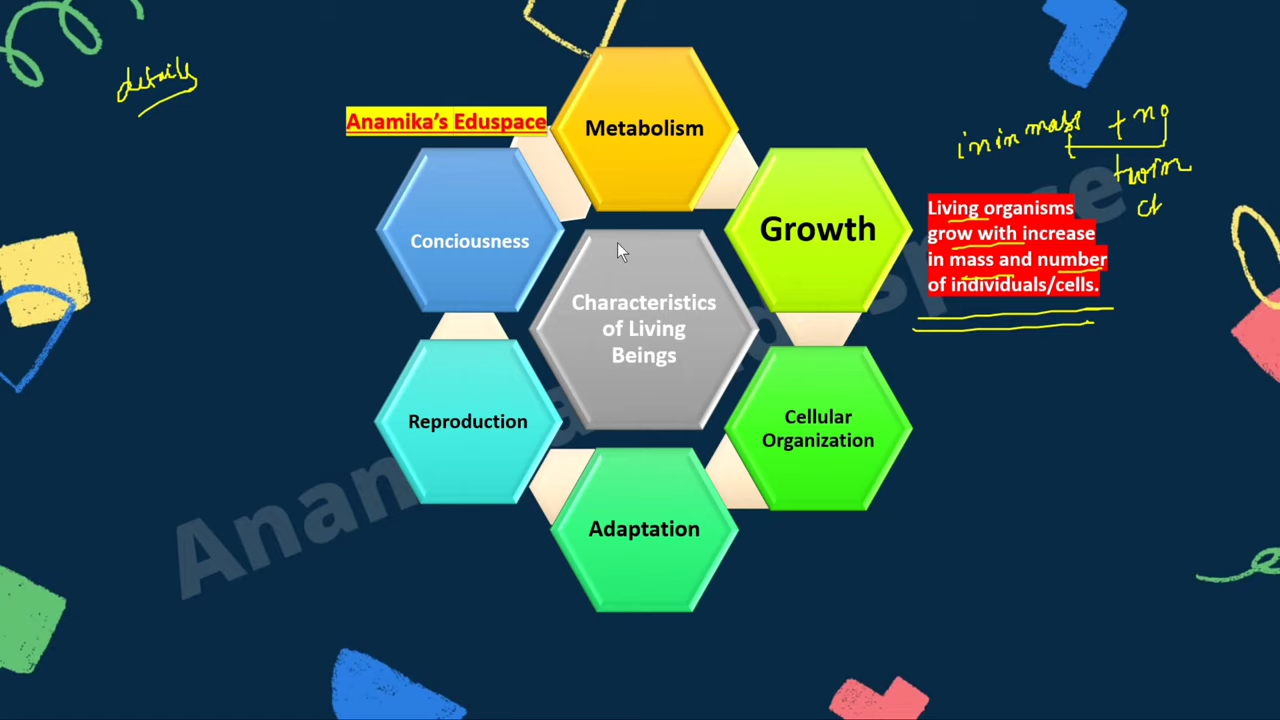 details
Anamika's Eduspace
Metabolism
in in mass + no
Growth
Living organisms
grow with increase
in mass and number
of individuals/cells.
Conciousness
Characteristics
of Living
Beings
Cellular
Organization
Reproduction
Adaptation